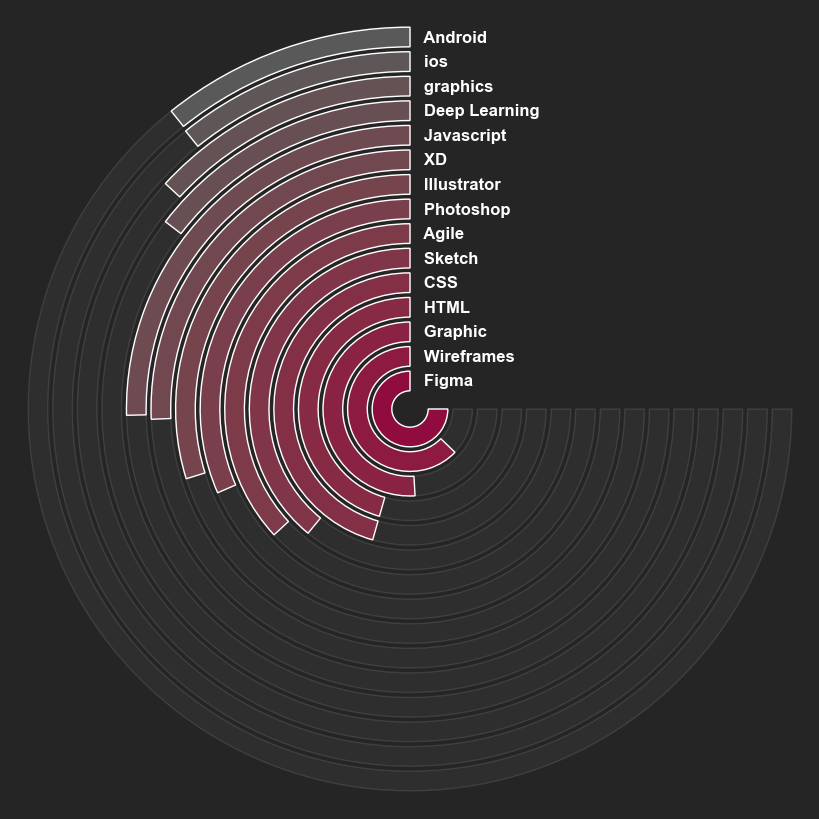 Android
ios
graphics
Deep Learning
Javascript
XD
Illustrator
Photoshop
Agile
Sketch
CSS
HTML
Graphic
Wireframes
Figma